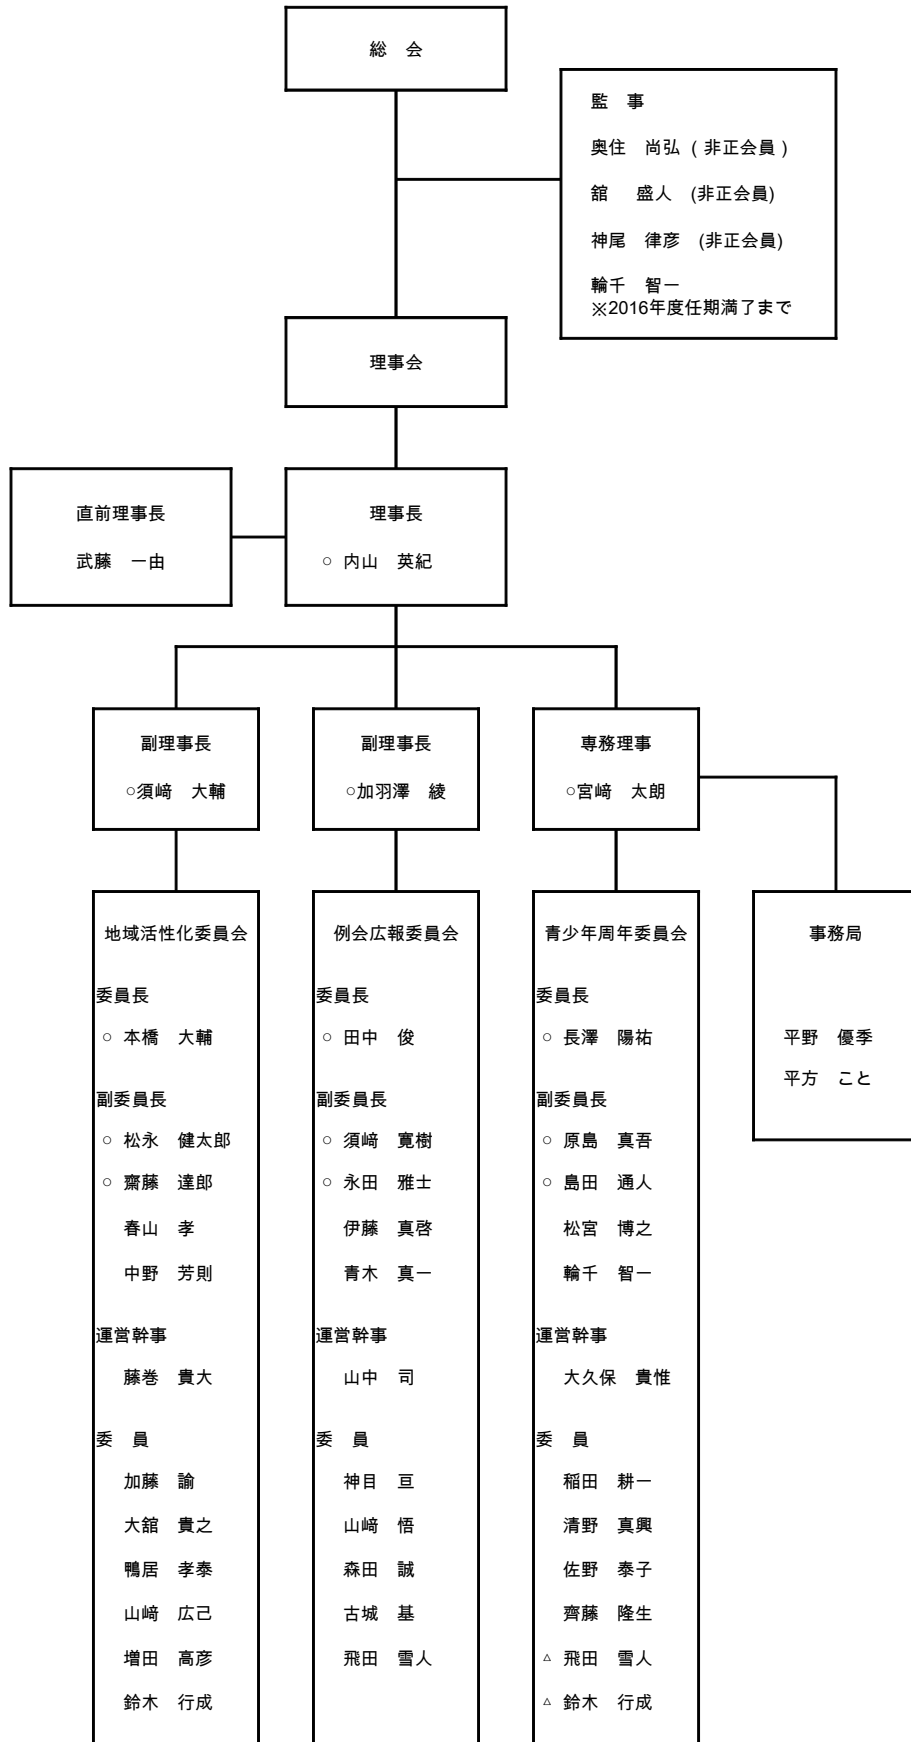 総　会
監　事
奥住　尚弘 ( 非正会員 )
舘　盛人　(非正会員)
神尾　律彦　(非正会員)
輪千　智一
※2016年度任期満了まで
理事会
直前理事長
武藤　一由
理事長
○ 内山　英紀
副理事長
○須﨑　大輔
副理事長
○加羽澤　綾
専務理事
○宮﨑　太朗
地域活性化委員会
委員長
○ 本橋　大輔
副委員長
○ 松永　健太郎
○ 齋藤　達郎
春山　孝
中野　芳則
運営幹事
藤巻　貴大
委　員
加藤　諭
大舘　貴之
鴨居　孝泰
山﨑　広己
増田　高彦
鈴木　行成
例会広報委員会
委員長
○ 田中　俊
副委員長
○ 須﨑　寛樹
○ 永田　雅士
伊藤　真啓
青木　真一
運営幹事
山中　司
委　員
神目　亘
山﨑　悟
森田　誠
古城　基
飛田　雪人
青少年周年委員会
委員長
○ 長澤　陽祐
副委員長
○ 原島　真吾
○ 島田　通人
松宮　博之
輪千　智一
運営幹事
大久保　貴惟
委　員
稲田　耕一
清野　真興
佐野　泰子
齊藤　隆生
△ 飛田　雪人
△ 鈴木　行成
事務局
平野　優季
平方　こと